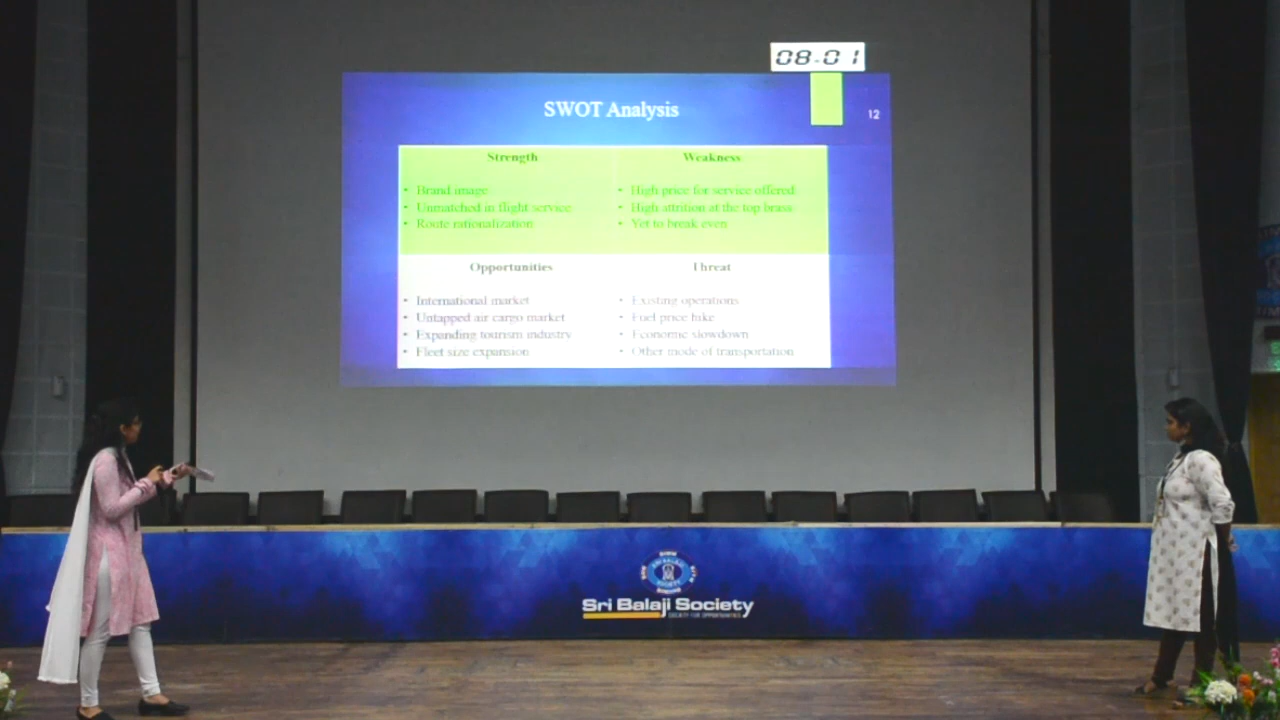 08-01
SWOT Analysis
12
Strength
• Brand image
• Unmatched in flight service
• Route rationalization
Weakness
• High price for service offered
• High attrition at the top brass
• Yet to break even
Opportunities
• International market
• Untapped air cargo market
• Expanding tourism industry
• Fleet size expansion
Threat
• Existing operations
• Fuel price hike
• Economic slowdown
• Other mode of transportation
Sri Balaji Society
SOCIETY FOR OPPORTUNITIES